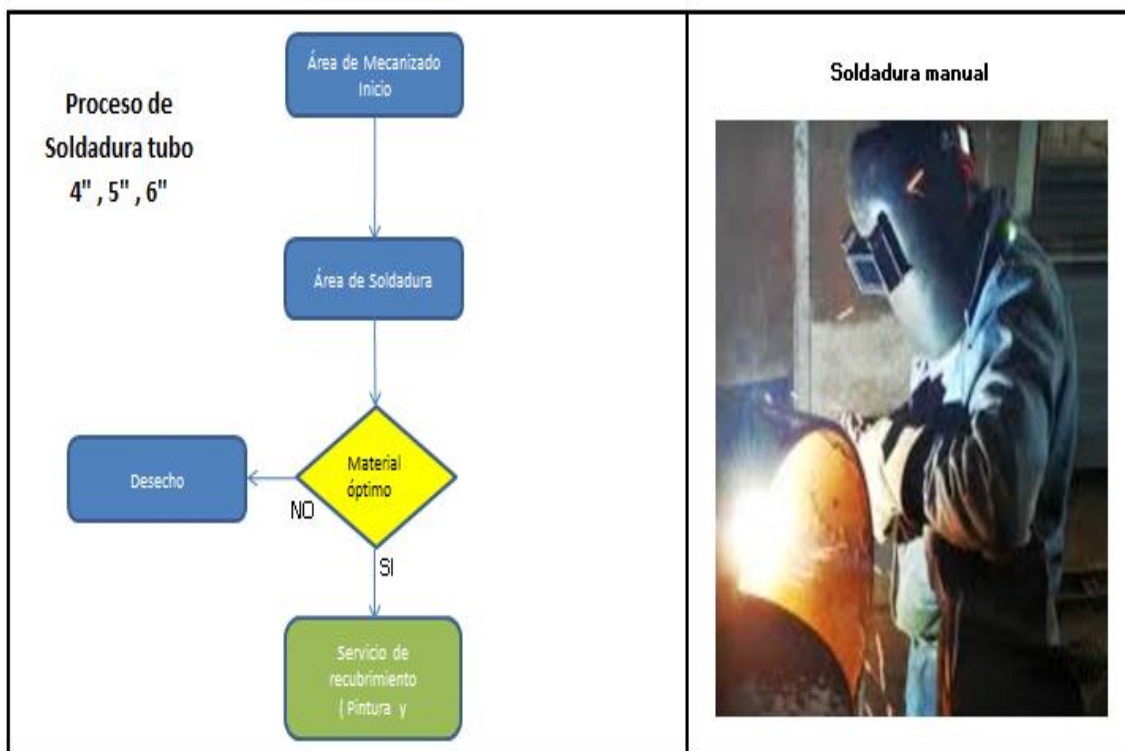 Proceso de
Soldadura tubo
4" , 5" , 6"
Área de Mecanizado
Inicio
Área de Soldadura
Material
óptimo
NO
Desecho
SI
Servicio de
recubrimiento
( Pintura y
Soldadura manual